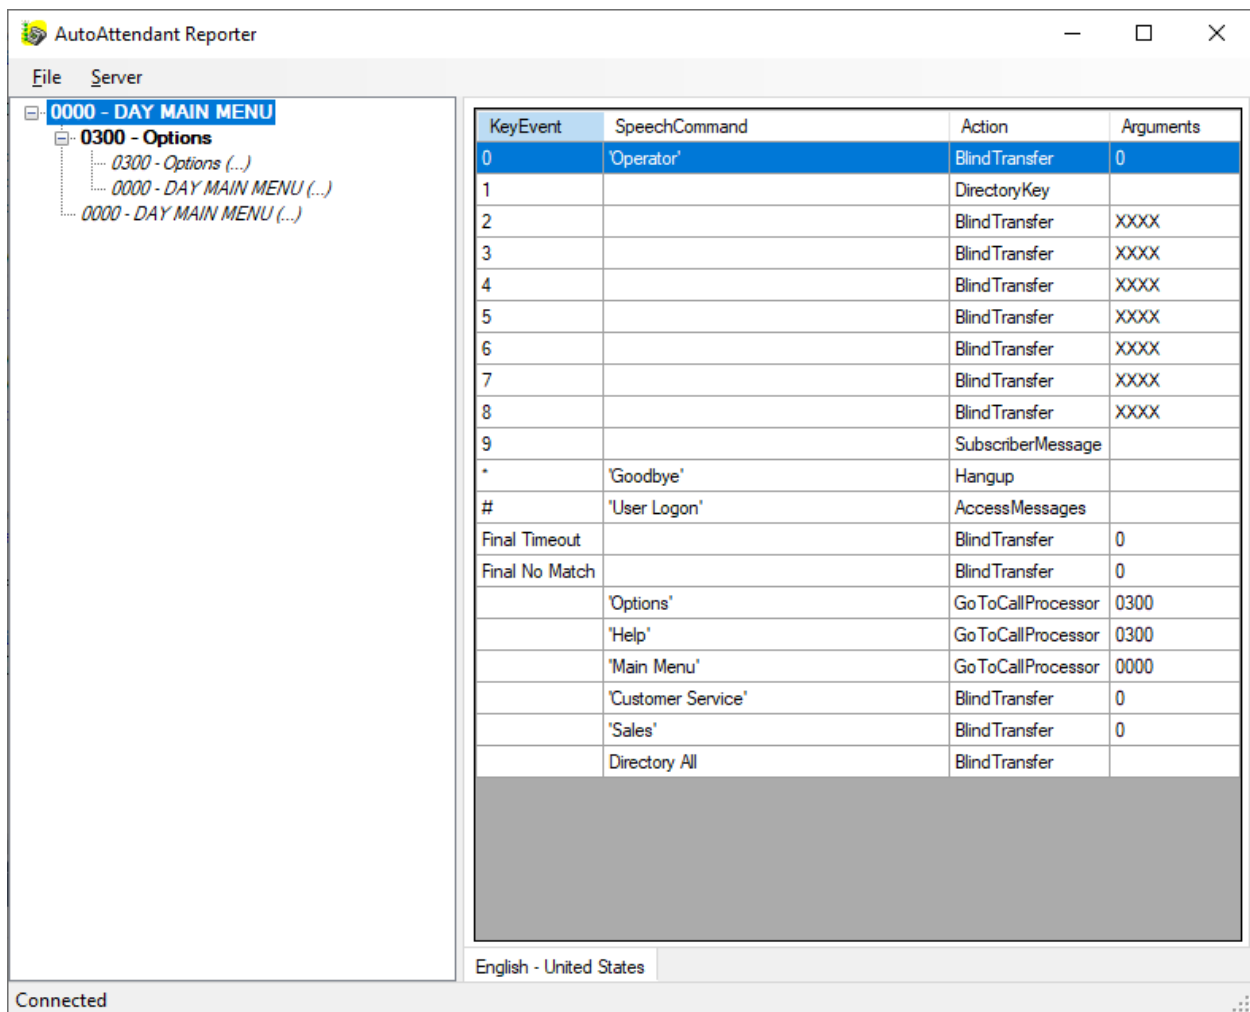 AutoAttendant Reporter
File Server
0000 - DAY MAIN MENU
0300 - Options
0300 - Options (...)
0000 - DAY MAIN MENU (...)
0000 - DAY MAIN MENU (...)
KeyEvent SpeechCommand Action Arguments
0 'Operator' BlindTransfer 0
1 DirectoryKey
2 BlindTransfer XXXX
3 BlindTransfer XXXX
4 BlindTransfer XXXX
5 BlindTransfer XXXX
6 BlindTransfer XXXX
7 BlindTransfer XXXX
8 BlindTransfer XXXX
9 SubscriberMessage
* 'Goodbye' Hangup
# 'User Logon' AccessMessages
Final Timeout BlindTransfer 0
Final No Match BlindTransfer 0
'Options' GoToCallProcessor 0300
'Help' GoToCallProcessor 0300
'Main Menu' GoToCallProcessor 0000
'Customer Service' BlindTransfer 0
'Sales' BlindTransfer 0
Directory All BlindTransfer
English - United States
Connected